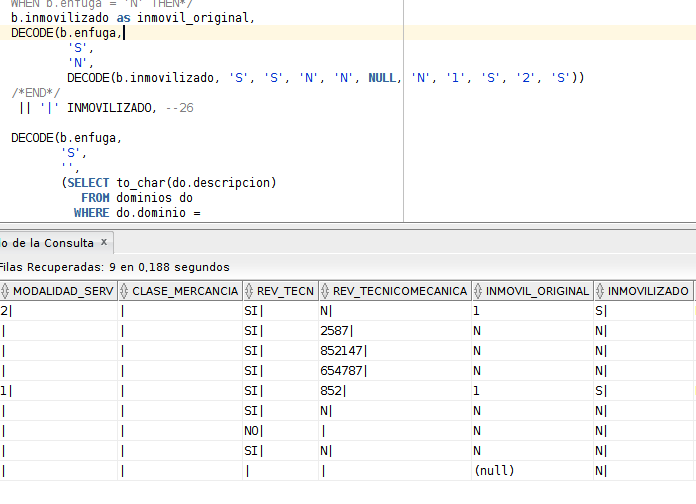 WHEN b.enfuga = 'N' THEN*/
b.inmovilizado as inmovil_original,
DECODE(b.enfuga,
'S',
'N',
DECODE(b.inmovilizado, 'S', 'S', 'N', 'N', NULL, 'N', '1', 'S', '2', 'S'))
/*END*/
|| '|' INMOVILIZADO, --26
DECODE(b.enfuga,
'S',
'',
(SELECT to_char(do.descripcion)
FROM dominios do
WHERE do.dominio =
o de la Consulta x
Filas Recuperadas: 9 en 0,188 segundos
MODALIDAD_SERV CLASE_MERCANCIA REV_TECN REV_TECNICOMECANICA INMOVIL_ORIGINAL INMOVILIZADO
2| | SI| N| 1 S|
| | SI| 2587| N N|
| | SI| 852147| N N|
| | SI| 654787| N N|
1| | SI| 852| 1 S|
| | SI| N| N N|
| | NO| | N N|
| | SI| N| N N|
| | | | (null) N|